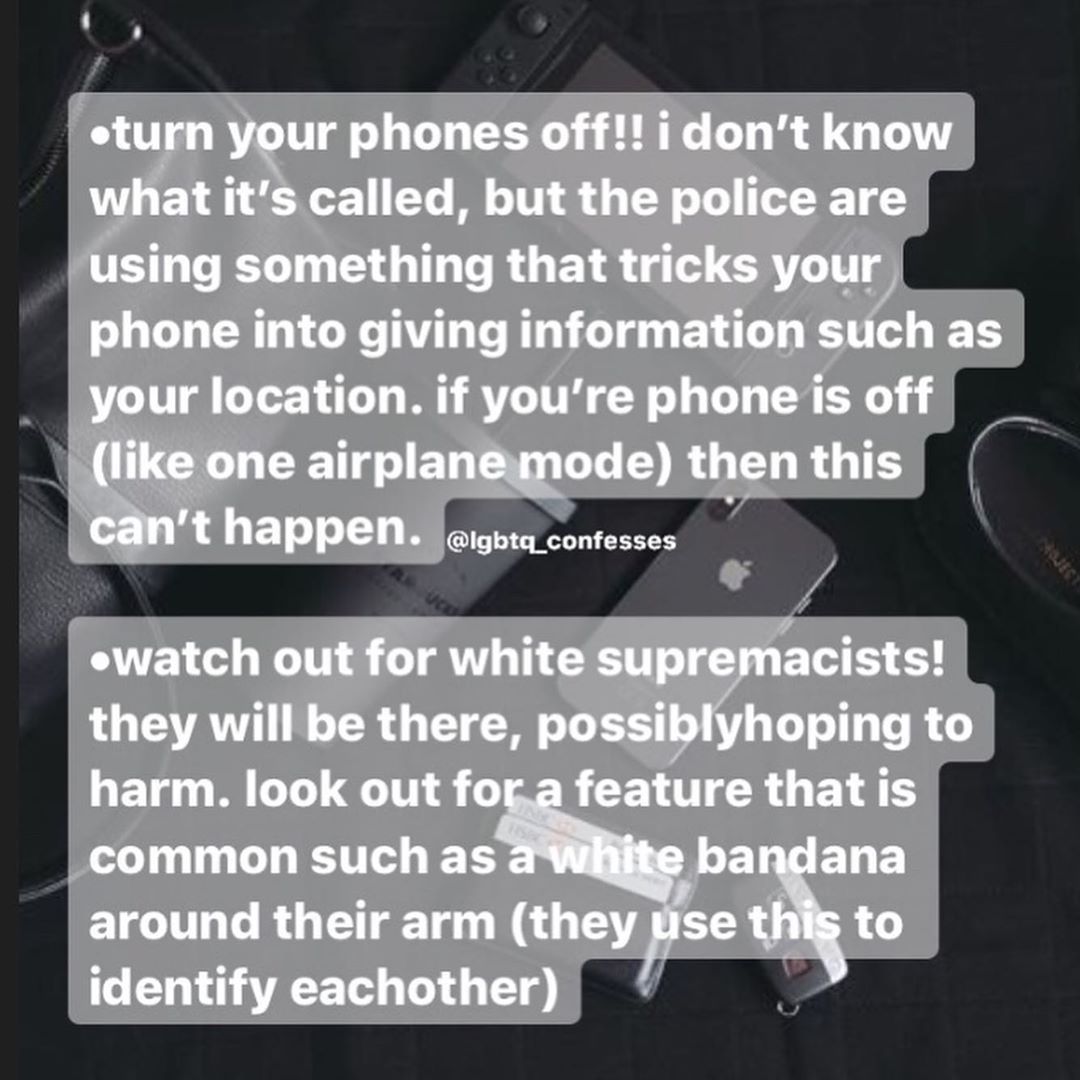 •turn your phones off!! i don’t know
what it’s called, but the police are
using something that tricks your
phone into giving information such as
your location. if you’re phone is off
(like one airplane mode) then this
can’t happen.
@lgbtq_confesses
•watch out for white supremacists!
they will be there, possiblyhoping to
harm. look out for a feature that is
common such as a white bandana
around their arm (they use this to
identify eachother)